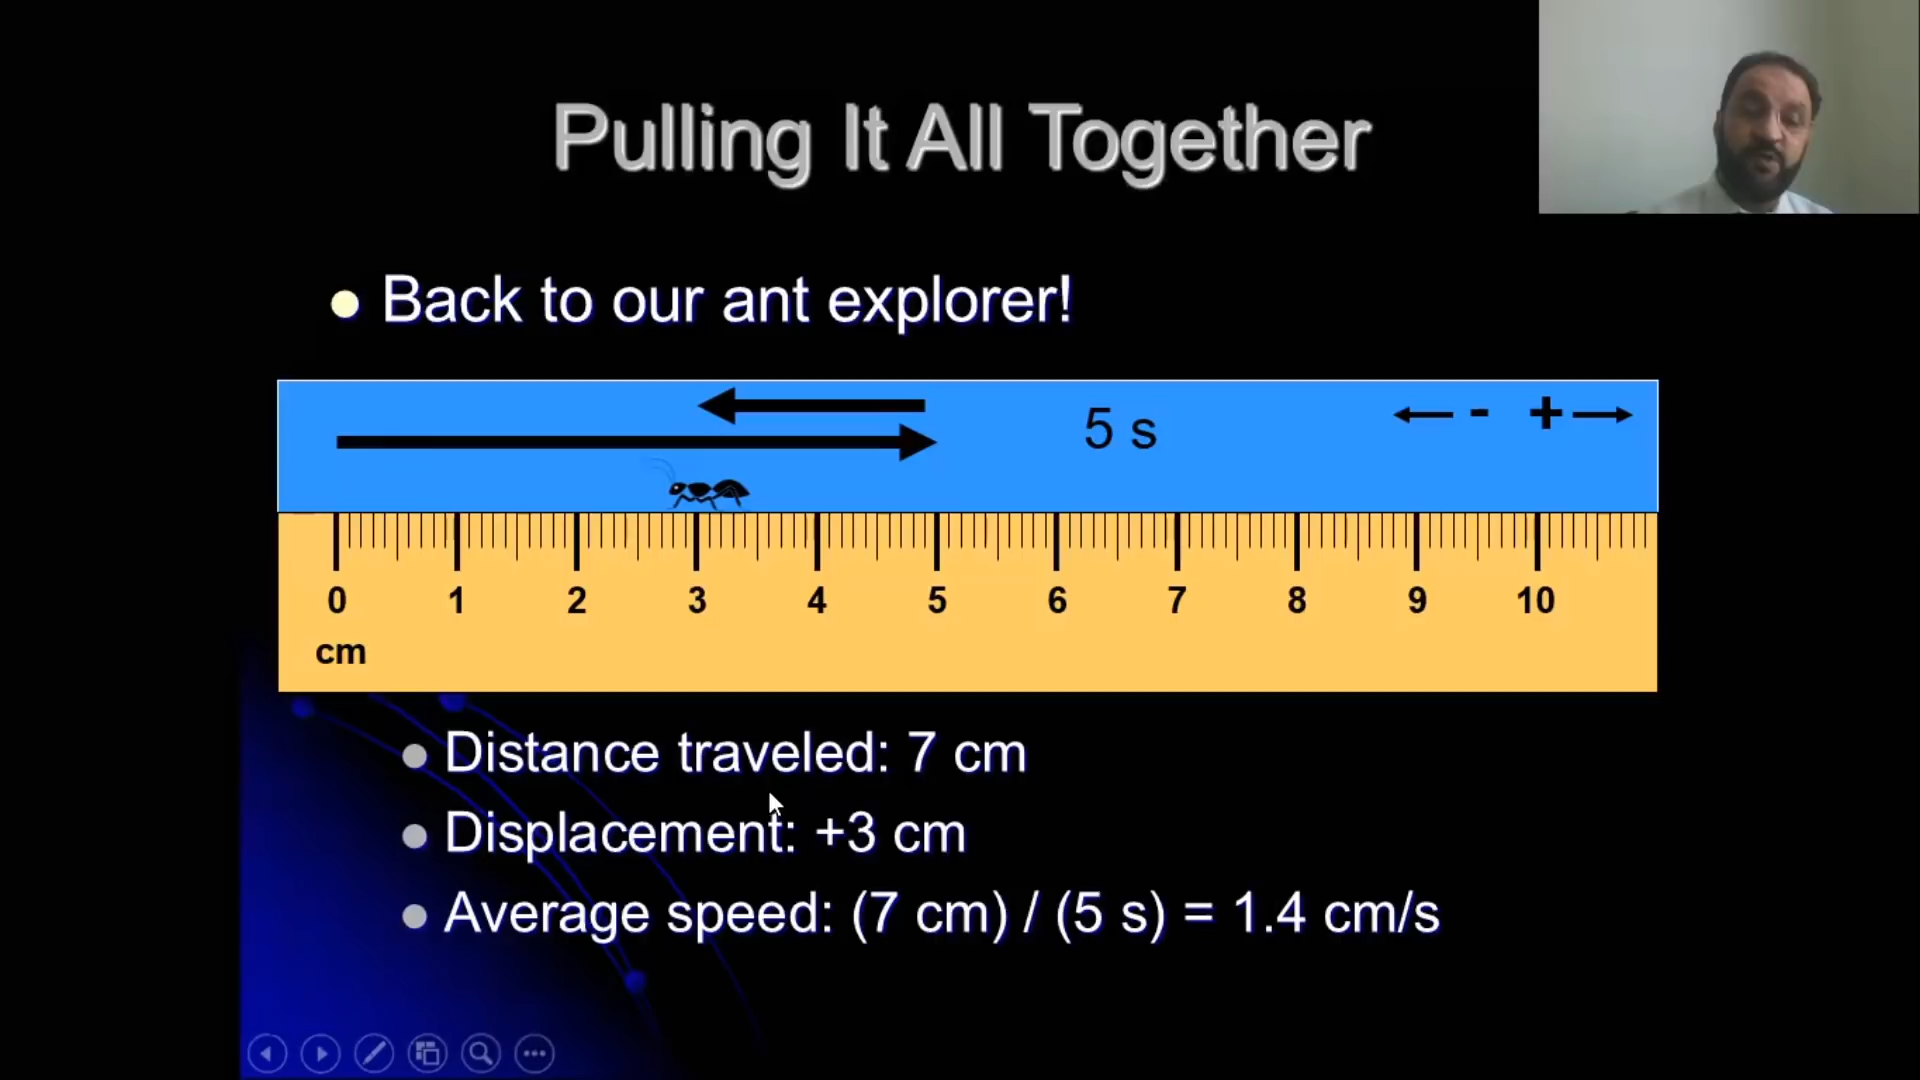 Pulling It All Together
Back to our ant explorer!
5 s
- +
0 1 2 3 4 5 6 7 8 9 10
cm
Distance traveled: 7 cm
Displacement: +3 cm
Average speed: (7 cm) / (5 s) = 1.4 cm/s